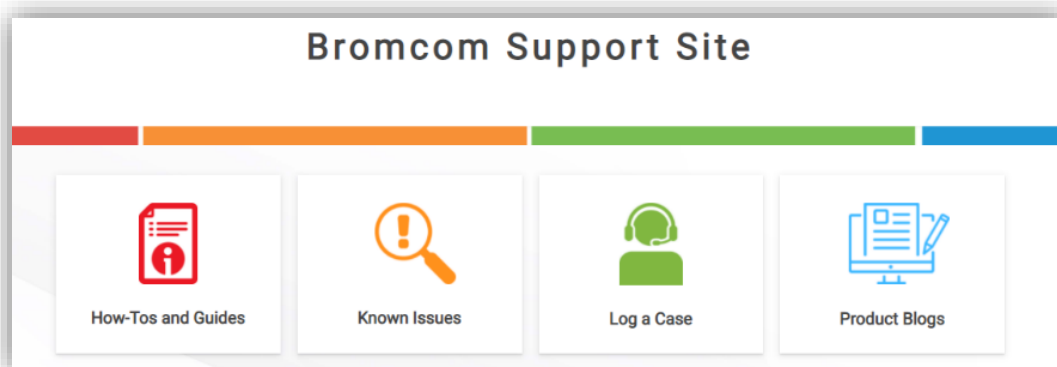 Bromcom Support Site
How-Tos and Guides
Known Issues
Log a Case
Product Blogs